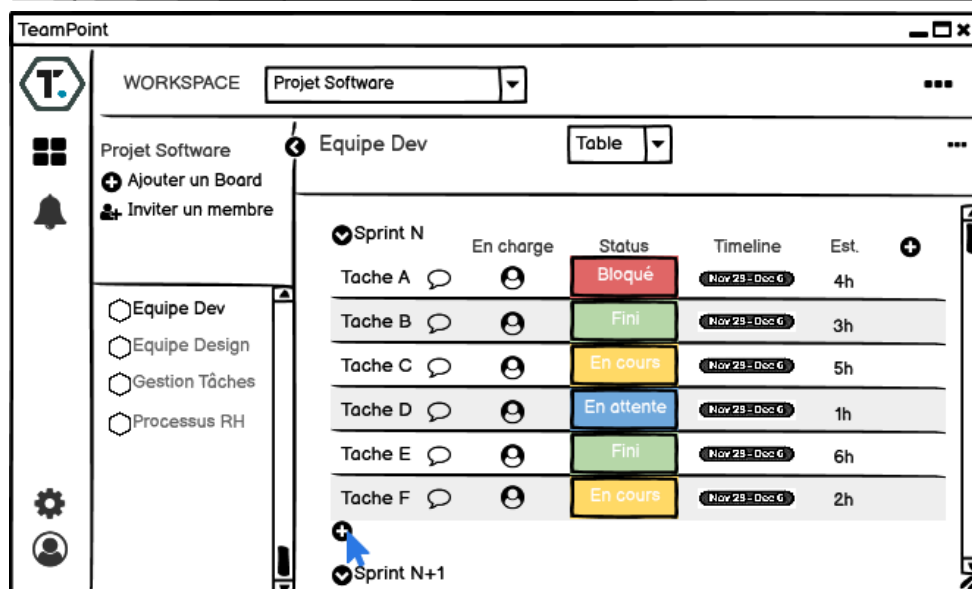 TeamPoint
T.
WORKSPACE Projet Software
Projet Software
Ajouter un Board
Inviter un membre
Equipe Dev
Equipe Design
Gestion Tâches
Processus RH
Equipe Dev Table
Sprint N
En charge Status Timeline Est.
Tache A Bloqué Nov 29 - Dec 6 4h
Tache B Fini Nov 29 - Dec 6 3h
Tache C En cours Nov 29 - Dec 6 5h
Tache D En attente Nov 29 - Dec 6 1h
Tache E Fini Nov 29 - Dec 6 6h
Tache F En cours Nov 29 - Dec 6 2h
Sprint N+1